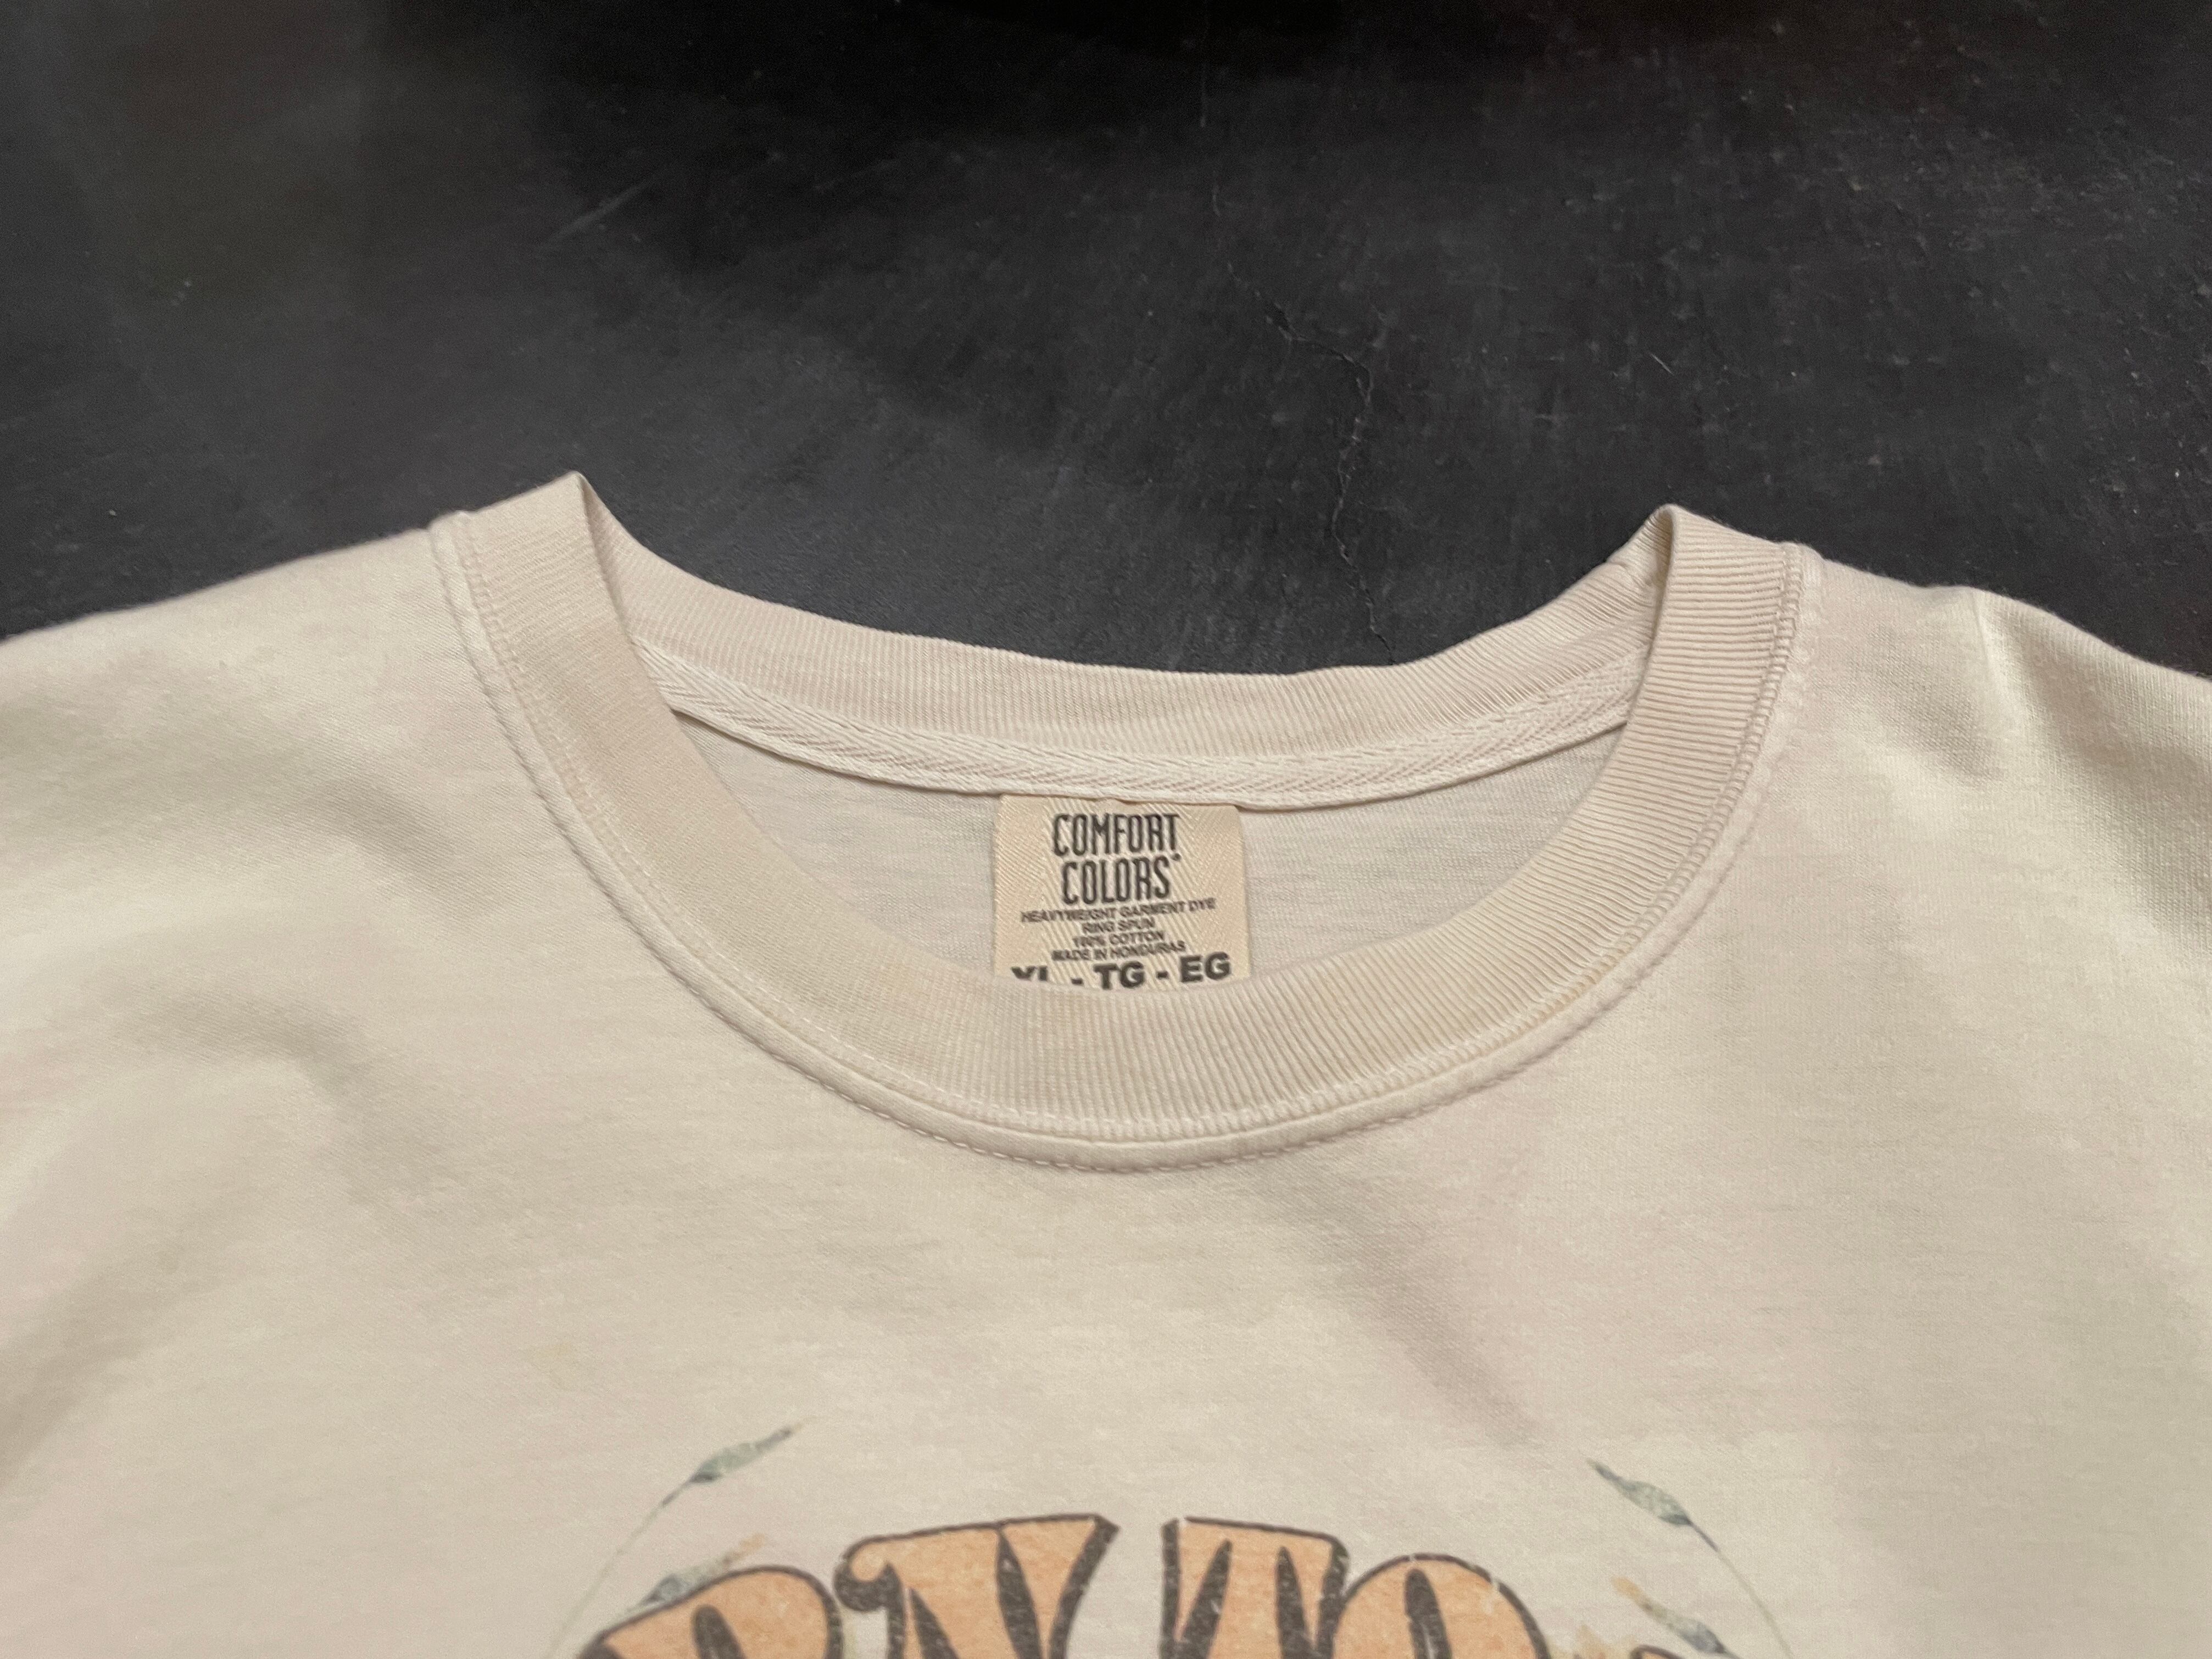 COMFORT
COLORS®
HEAVYWEIGHT GARMENT DYE
RING SPUN
100% COTTON
MADE IN HONDURAS
XL - TG - EG